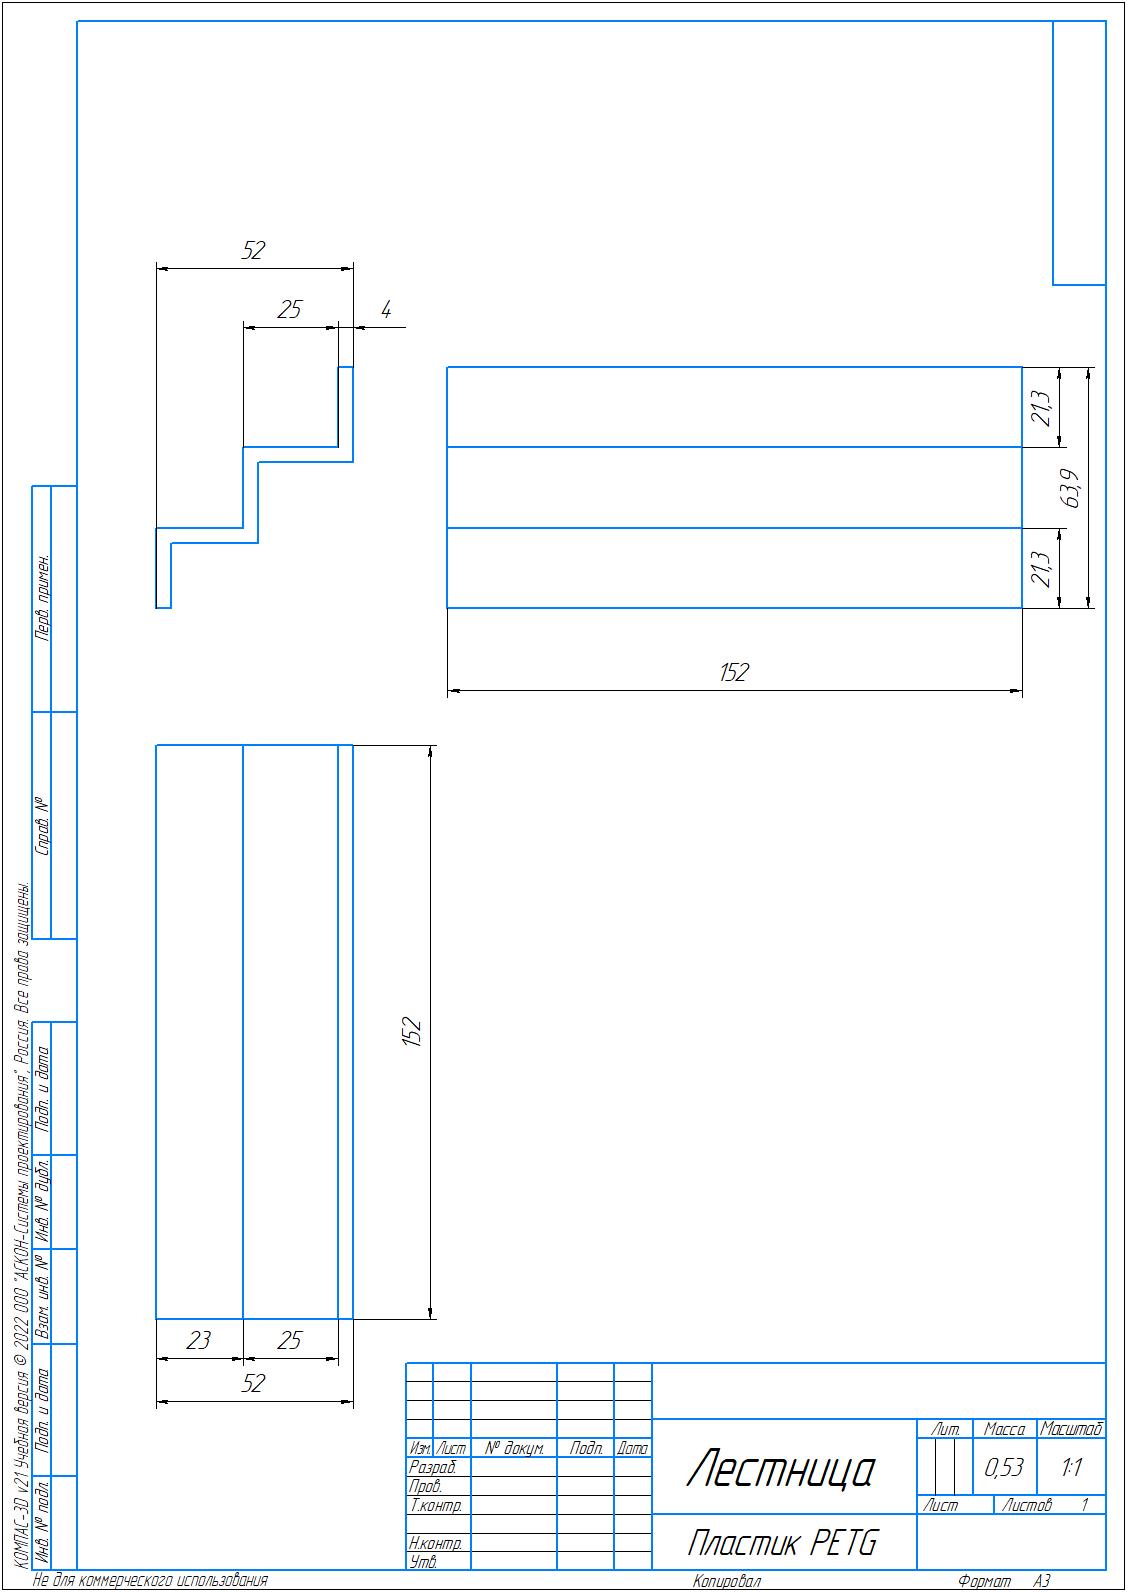 52
25
4
21,3
63,9
21,3
152
152
23
25
52
Перв. примен.
Справ. №
Подп. и дата
Инв. № дубл.
Взам. инв. №
Подп. и дата
Инв. № подл.
КОМПАС-3D v21 Учебная версия © 2022 ООО "АСКОН-Системы проектирования", Россия. Все права защищены.
Изм. Лист № докум. Подп. Дата
Разраб.
Пров.
Т.контр.
Н.контр.
Утв.
Лестница
Пластик PETG
Лит. Масса Масштаб
0,53 1:1
Лист Листов 1
Не для коммерческого использования Копировал Формат А3